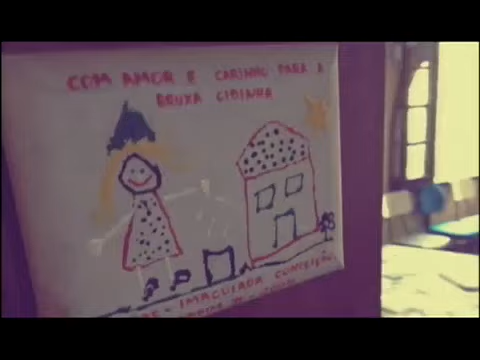 COM AMOR E CARINHO PARA A
BRUXA CIDINHA
IMACULADA CONCEIÇÃO